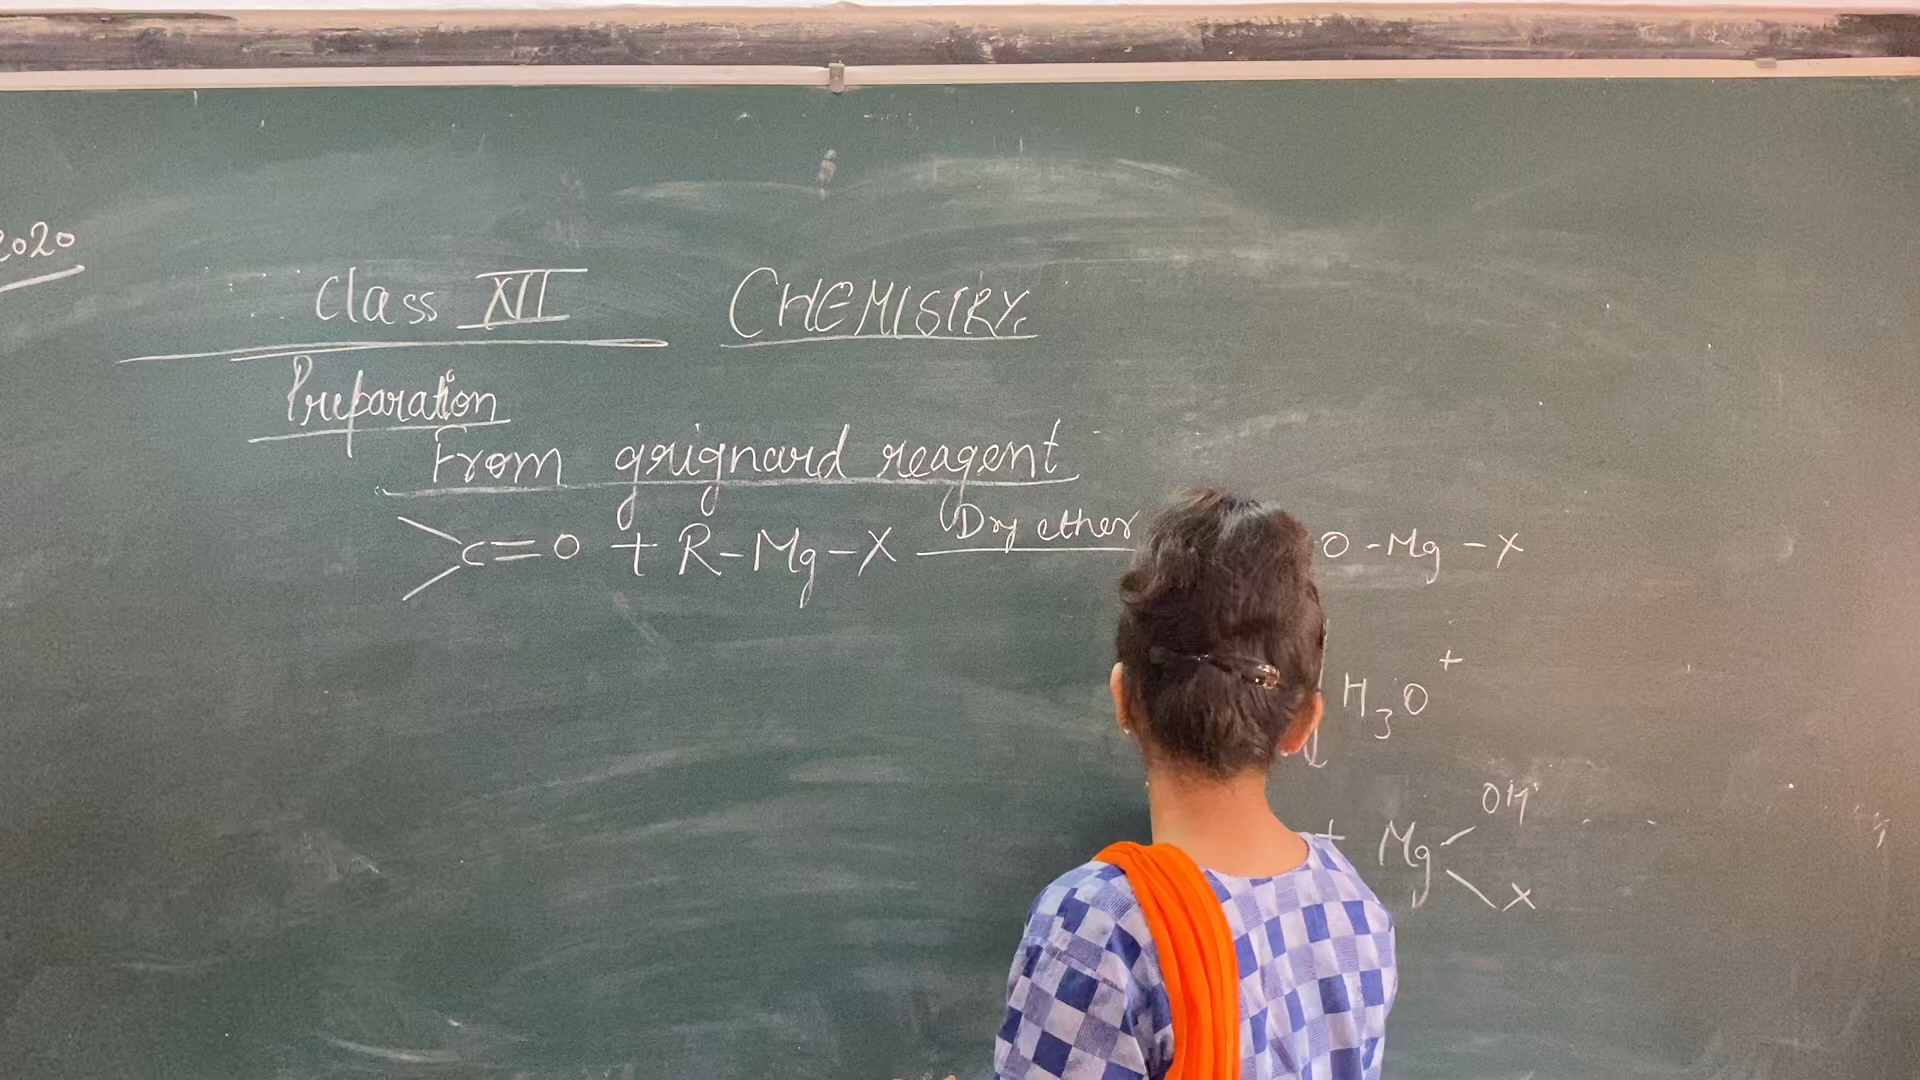 2020
Class XII CHEMISTRY
Preparation
From grignard reagent
C=O + R-Mg-X Dry ether O-Mg-X
H3O+
+ Mg OH
X